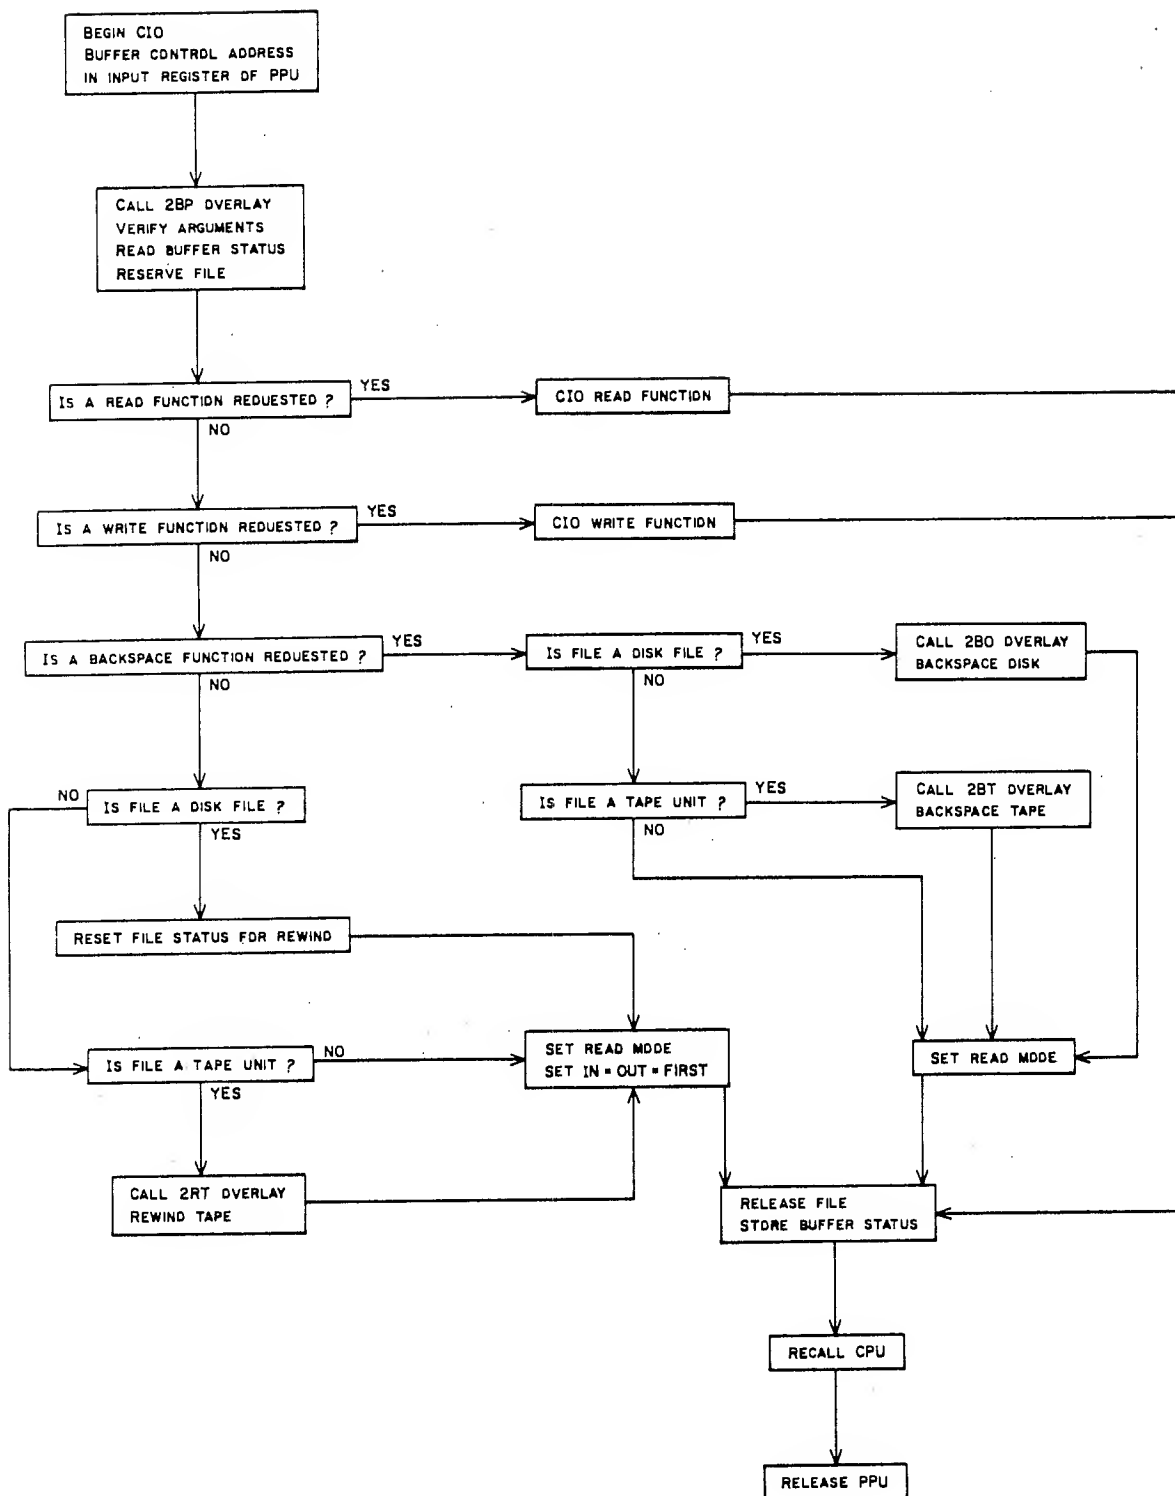 BEGIN CIO
BUFFER CONTROL ADDRESS
IN INPUT REGISTER OF PPU
CALL 2BP OVERLAY
VERIFY ARGUMENTS
READ BUFFER STATUS
RESERVE FILE
IS A READ FUNCTION REQUESTED ?
YES
CIO READ FUNCTION
NO
IS A WRITE FUNCTION REQUESTED ?
YES
CIO WRITE FUNCTION
NO
IS A BACKSPACE FUNCTION REQUESTED ?
YES
IS FILE A DISK FILE ?
YES
CALL 2BO OVERLAY
BACKSPACE DISK
NO
NO
NO
IS FILE A DISK FILE ?
YES
IS FILE A TAPE UNIT ?
YES
CALL 2BT OVERLAY
BACKSPACE TAPE
NO
RESET FILE STATUS FOR REWIND
IS FILE A TAPE UNIT ?
NO
SET READ MODE
SET IN = OUT = FIRST
SET READ MODE
YES
CALL 2RT OVERLAY
REWIND TAPE
RELEASE FILE
STORE BUFFER STATUS
RECALL CPU
RELEASE PPU